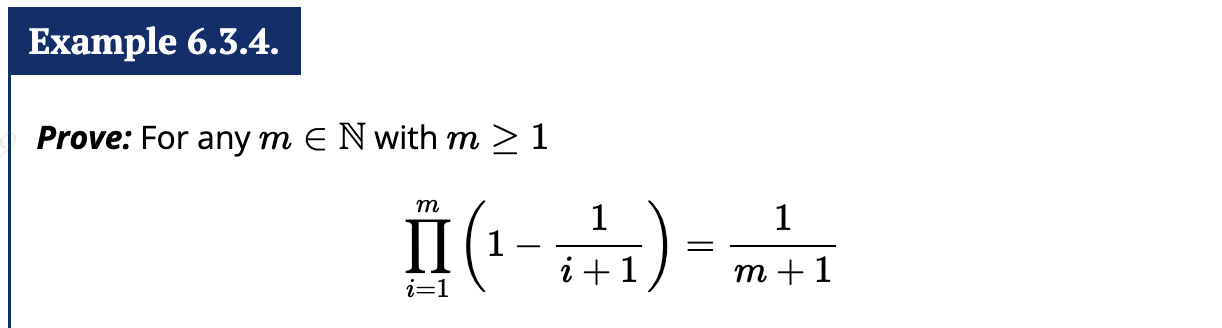 Example 6.3.4.
Prove: For any m ∈ ℕ with m ≥ 1
∏_{i=1}^{m} (1 − 1/(i + 1)) = 1/(m + 1)